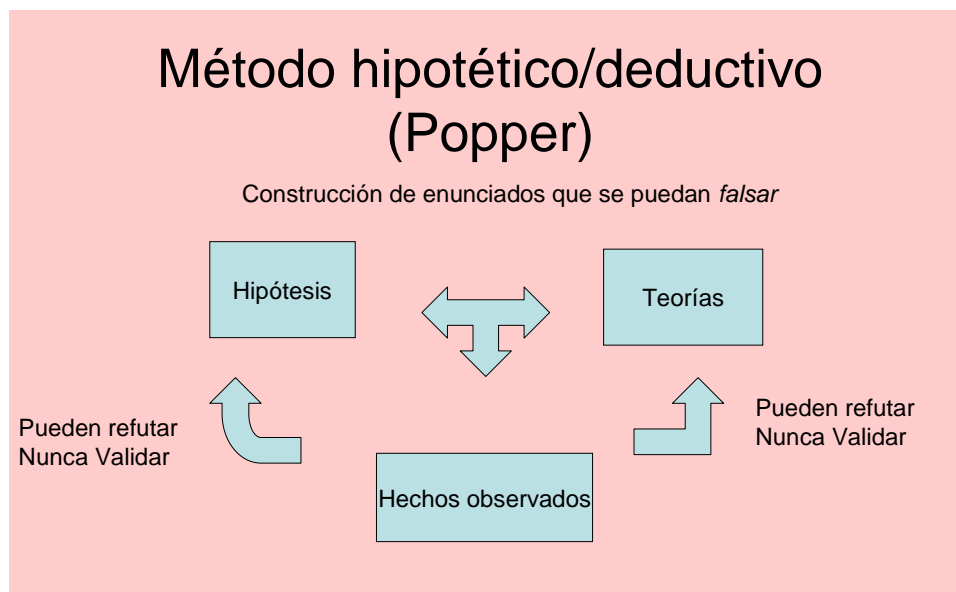 Método hipotético/deductivo
(Popper)
Construcción de enunciados que se puedan falsar
Hipótesis
Teorías
Pueden refutar
Nunca Validar
Pueden refutar
Nunca Validar
Hechos observados